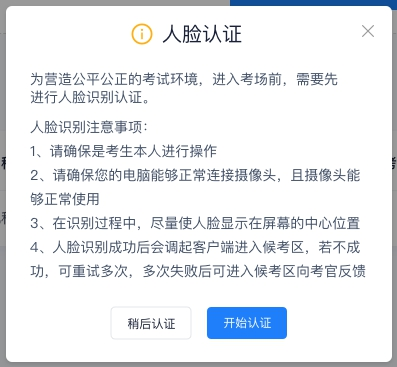 人脸认证
为营造公平公正的考试环境，进入考场前，需要先
进行人脸识别认证。
人脸识别注意事项：
1、请确保是考生本人进行操作
2、请确保您的电脑能够正常连接摄像头，且摄像头能
够正常使用
3、在识别过程中，尽量使人脸显示在屏幕的中心位置
4、人脸识别成功后会调起客户端进入候考区，若不成
功，可重试多次，多次失败后可进入候考区向考官反馈
稍后认证
开始认证